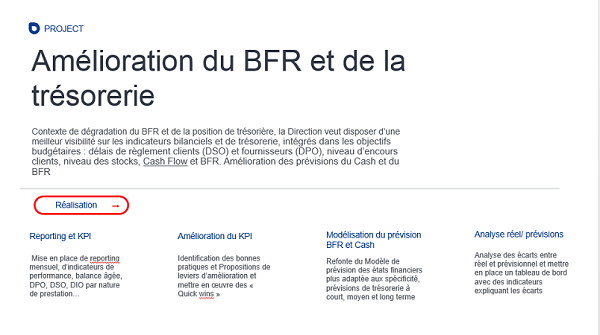 PROJECT
Amélioration du BFR et de la
trésorerie
Contexte de dégradation du BFR et de la position de trésorière, la Direction veut disposer d'une
meilleur visibilité sur les indicateurs bilanciels et de trésorerie, intégrés dans les objectifs
budgétaires : délais de règlement clients (DSO) et fournisseurs (DPO), niveau d'encours
clients, niveau des stocks, Cash Flow et BFR. Amélioration des prévisions du Cash et du
BFR
Réalisation →
Reporting et KPI
Mise en place de reporting
mensuel, d'indicateurs de
performance, balance âgée,
DPO, DSO, DIO par nature
de prestation…
Amélioration du KPI
Identification des bonnes
pratiques et Propositions de
leviers d'amélioration et
mettre en œuvre des «
Quick wins »
Modélisation du prévision
BFR et Cash
Refonte du Modèle de
prévision des états financiers
plus adaptée aux spécificité,
prévisions de trésorerie à
court, moyen et long terme
Analyse réel/ prévisions
Analyse des écarts entre
réel et prévisionnel et mettre
en place un tableau de bord
avec des indicateurs
expliquant les écarts